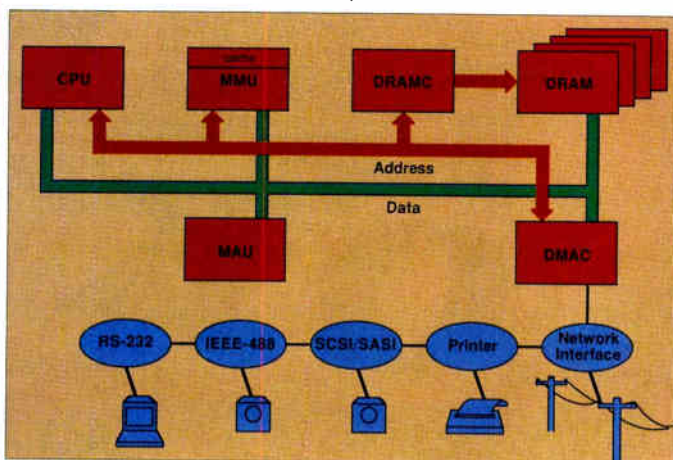 CPU
MMU
DRAMC
DRAM
Address
Data
MAU
DMAC
RS-232
IEEE-488
SCSI/SASI
Printer
Network
Interface